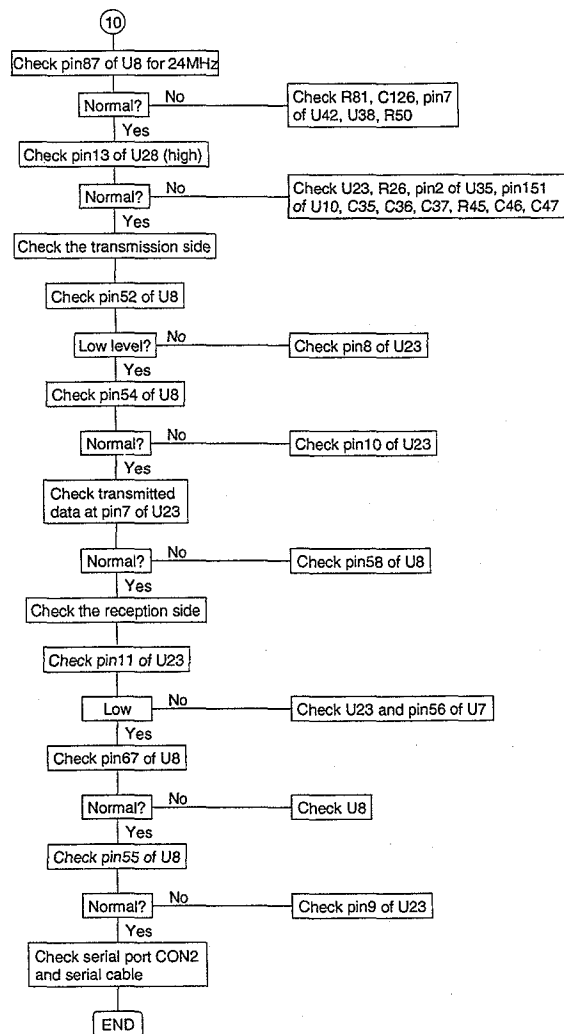 10
Check pin87 of U8 for 24MHz
Normal?
No
Check R81, C126, pin7
of U42, U38, R50
Yes
Check pin13 of U28 (high)
Normal?
No
Check U23, R26, pin2 of U35, pin151
of U10, C35, C36, C37, R45, C46, C47
Yes
Check the transmission side
Check pin52 of U8
Low level?
No
Check pin8 of U23
Yes
Check pin54 of U8
Normal?
No
Check pin10 of U23
Yes
Check transmitted
data at pin7 of U23
Normal?
No
Check pin58 of U8
Yes
Check the reception side
Check pin11 of U23
Low
No
Check U23 and pin56 of U7
Yes
Check pin67 of U8
Normal?
No
Check U8
Yes
Check pin55 of U8
Normal?
No
Check pin9 of U23
Yes
Check serial port CON2
and serial cable
END